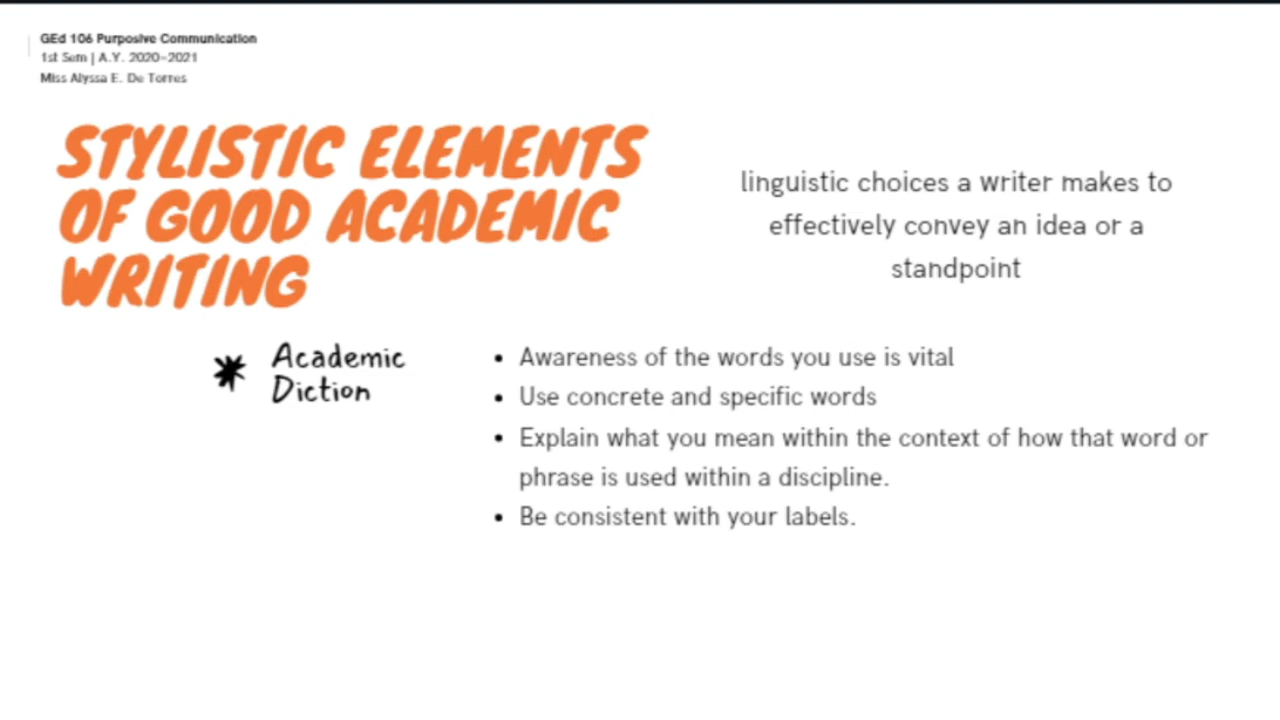 GEd 106 Purposive Communication
1st Sem | A.Y. 2020-2021
Miss Alyssa E. De Torres
STYLISTIC ELEMENTS
OF GOOD ACADEMIC
WRITING
linguistic choices a writer makes to
effectively convey an idea or a
standpoint
Academic
Diction
• Awareness of the words you use is vital
• Use concrete and specific words
• Explain what you mean within the context of how that word or
phrase is used within a discipline.
• Be consistent with your labels.